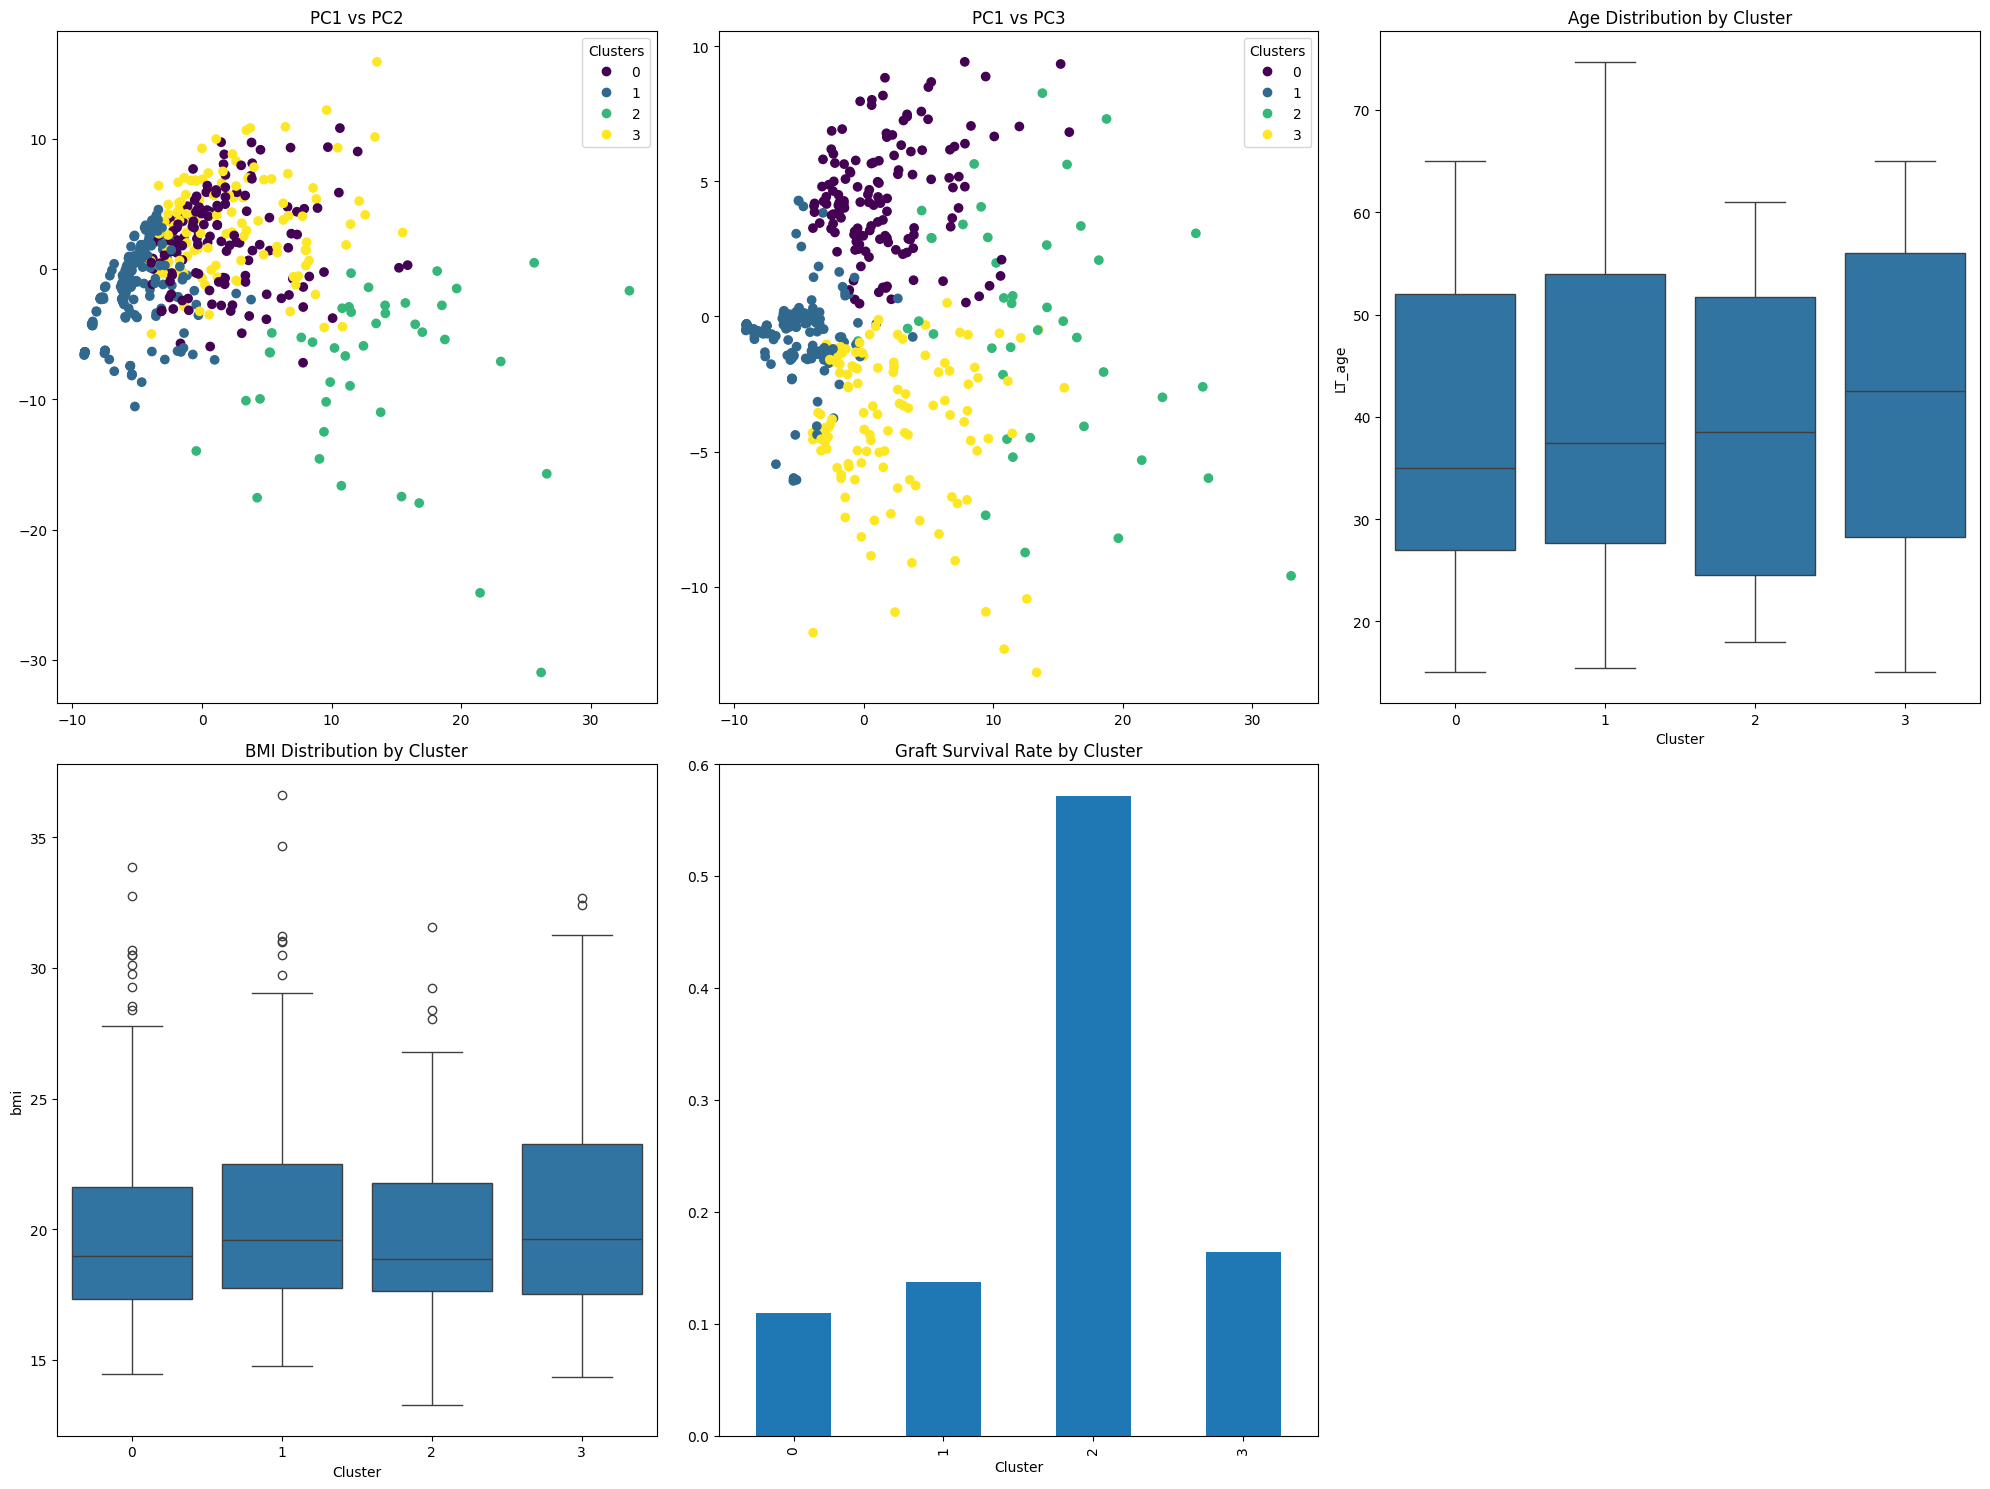 PC1 vs PC2
Clusters
0
1
2
3
10
0
−10
−20
−30
−10 0 10 20 30
PC1 vs PC3
Clusters
0
1
2
3
10
5
0
−5
−10
−10 0 10 20 30
Age Distribution by Cluster
LT_age
70
60
50
40
30
20
0 1 2 3
Cluster
BMI Distribution by Cluster
bmi
35
30
25
20
15
0 1 2 3
Cluster
Graft Survival Rate by Cluster
0.6
0.5
0.4
0.3
0.2
0.1
0.0
0 1 2 3
Cluster